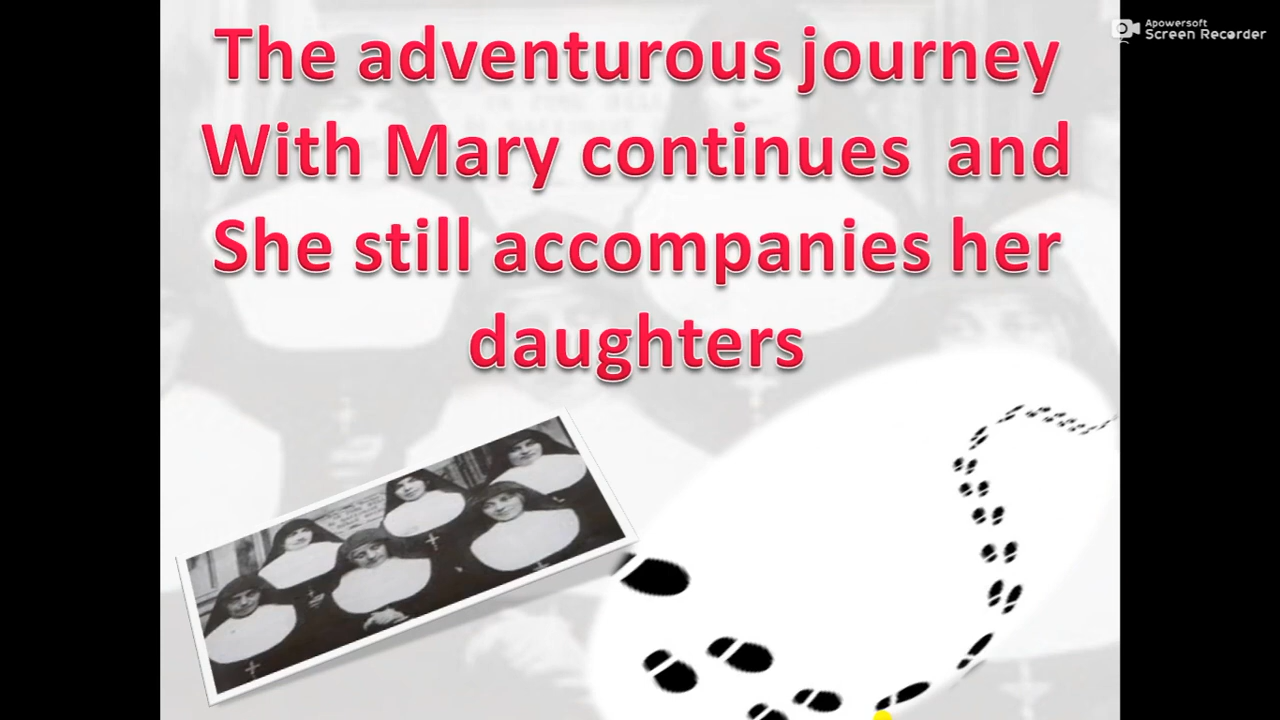 The adventurous journey
With Mary continues and
She still accompanies her
daughters
Apowersoft
Screen Recorder